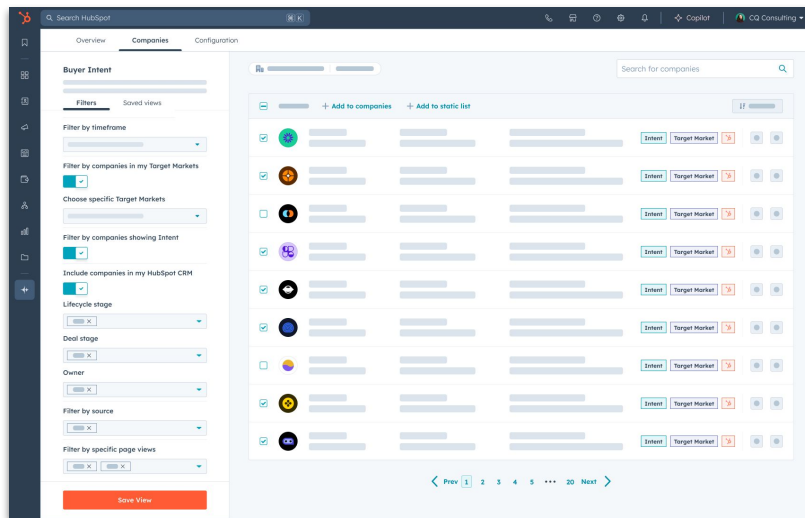 Search HubSpot
⌘ K
Copilot
CQ Consulting
Overview Companies Configuration
Buyer Intent
Filters Saved views
Filter by timeframe
Filter by companies in my Target Markets
Choose specific Target Markets
Filter by companies showing Intent
Include companies in my HubSpot CRM
Lifecycle stage
Deal stage
Owner
Filter by source
Filter by specific page views
Save View
Search for companies
+ Add to companies + Add to static list
Intent Target Market
Intent Target Market
Intent Target Market
Intent Target Market
Intent Target Market
Intent Target Market
Intent Target Market
Intent Target Market
Intent Target Market
Prev 1 2 3 4 5 ••• 20 Next